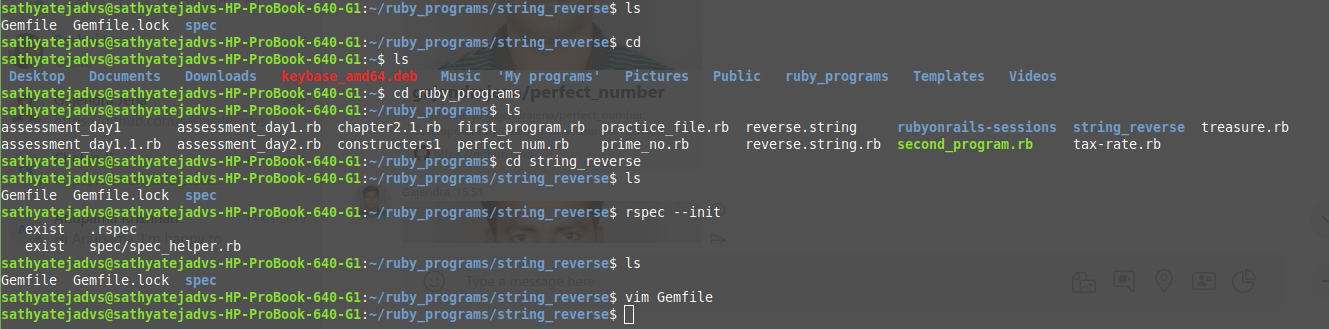 sathyatejadvs@sathyatejadvs-HP-ProBook-640-G1:~/ruby_programs/string_reverse$ ls
Gemfile  Gemfile.lock  spec
sathyatejadvs@sathyatejadvs-HP-ProBook-640-G1:~/ruby_programs/string_reverse$ cd
sathyatejadvs@sathyatejadvs-HP-ProBook-640-G1:~$ ls
Desktop  Documents  Downloads  keybase_amd64.deb  Music  'My programs'  Pictures  Public  ruby_programs  Templates  Videos
sathyatejadvs@sathyatejadvs-HP-ProBook-640-G1:~$ cd ruby_programs
/perfect_number
sathyatejadvs@sathyatejadvs-HP-ProBook-640-G1:~/ruby_programs$ ls
assessment_day1  assessment_day1.rb  chapter2.1.rb  first_program.rb  practice_file.rb  reverse.string  rubyonrails-sessions  string_reverse  treasure.rb
assessment_day1.1.rb  assessment_day2.rb  constructers1  perfect_num.rb  prime_no.rb  reverse.string.rb  second_program.rb  tax-rate.rb
sathyatejadvs@sathyatejadvs-HP-ProBook-640-G1:~/ruby_programs$ cd string_reverse
sathyatejadvs@sathyatejadvs-HP-ProBook-640-G1:~/ruby_programs/string_reverse$ ls
Gemfile  Gemfile.lock  spec
sathyatejadvs@sathyatejadvs-HP-ProBook-640-G1:~/ruby_programs/string_reverse$ rspec --init
  exist   .rspec
  exist   spec/spec_helper.rb
sathyatejadvs@sathyatejadvs-HP-ProBook-640-G1:~/ruby_programs/string_reverse$ ls
Gemfile  Gemfile.lock  spec
Type a message here
sathyatejadvs@sathyatejadvs-HP-ProBook-640-G1:~/ruby_programs/string_reverse$ vim Gemfile
sathyatejadvs@sathyatejadvs-HP-ProBook-640-G1:~/ruby_programs/string_reverse$